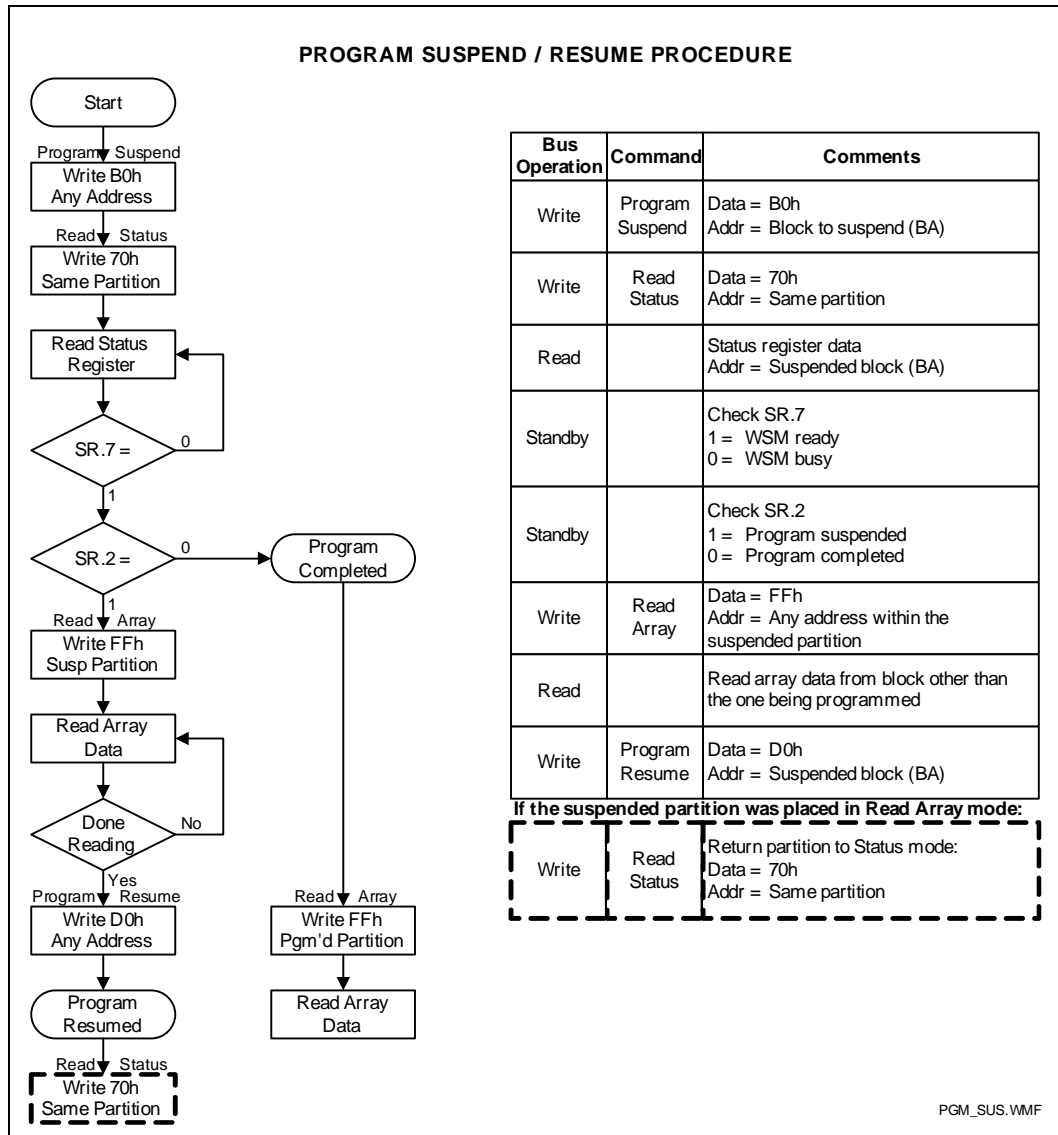 PROGRAM SUSPEND / RESUME PROCEDURE
Start
Program Suspend
Write B0h
Any Address
Read Status
Write 70h
Same Partition
Read Status
Register
SR.7 =
0
1
SR.2 =
0
1
Program
Completed
Read Array
Write FFh
Susp Partition
Read Array
Data
Done
Reading
No
Yes
Program Resume
Write D0h
Any Address
Program
Resumed
Read Status
Write 70h
Same Partition
Read Array
Write FFh
Pgm'd Partition
Read Array
Data
Bus
Operation
Command
Comments
Write
Program
Suspend
Data = B0h
Addr = Block to suspend (BA)
Write
Read
Status
Data = 70h
Addr = Same partition
Read
Status register data
Addr = Suspended block (BA)
Standby
Check SR.7
1 = WSM ready
0 = WSM busy
Standby
Check SR.2
1 = Program suspended
0 = Program completed
Write
Read
Array
Data = FFh
Addr = Any address within the
suspended partition
Read
Read array data from block other than
the one being programmed
Write
Program
Resume
Data = D0h
Addr = Suspended block (BA)
If the suspended partition was placed in Read Array mode:
Write
Read
Status
Return partition to Status mode:
Data = 70h
Addr = Same partition
PGM_SUS.WMF